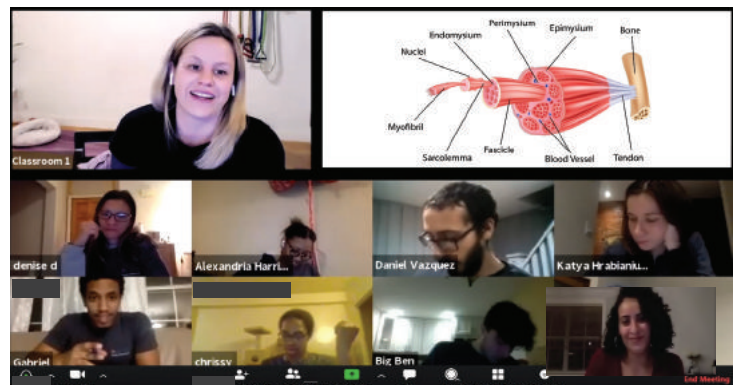 Perimysium
Epimysium
Bone
Endomysium
Nuclei
Myofibril
Sarcolemma
Fascicle
Blood Vessel
Tendon
Classroom 1
denise d
Alexandria Harri...
Daniel Vazquez
Katya Hrabianiu...
Gabriel
chrissy
Big Ben
End Meeting